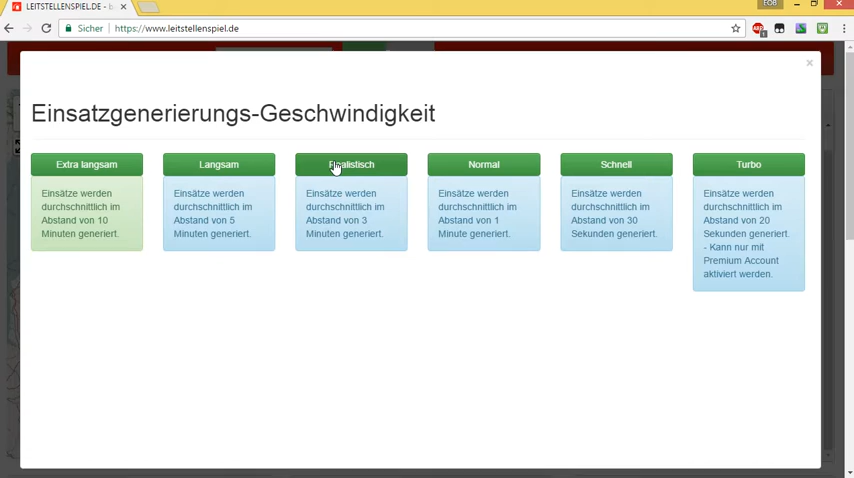 LEITSTELLENSPIEL.DE - b
EOB
Sicher
https://www.leitstellenspiel.de
ABP
1
Einsatzgenerierungs-Geschwindigkeit
Extra langsam
Einsätze werden
durchschnittlich im
Abstand von 10
Minuten generiert.
Langsam
Einsätze werden
durchschnittlich im
Abstand von 5
Minuten generiert.
Realistisch
Einsätze werden
durchschnittlich im
Abstand von 3
Minuten generiert.
Normal
Einsätze werden
durchschnittlich im
Abstand von 1
Minute generiert.
Schnell
Einsätze werden
durchschnittlich im
Abstand von 30
Sekunden generiert.
Turbo
Einsätze werden
durchschnittlich im
Abstand von 20
Sekunden generiert.
- Kann nur mit
Premium Account
aktiviert werden.